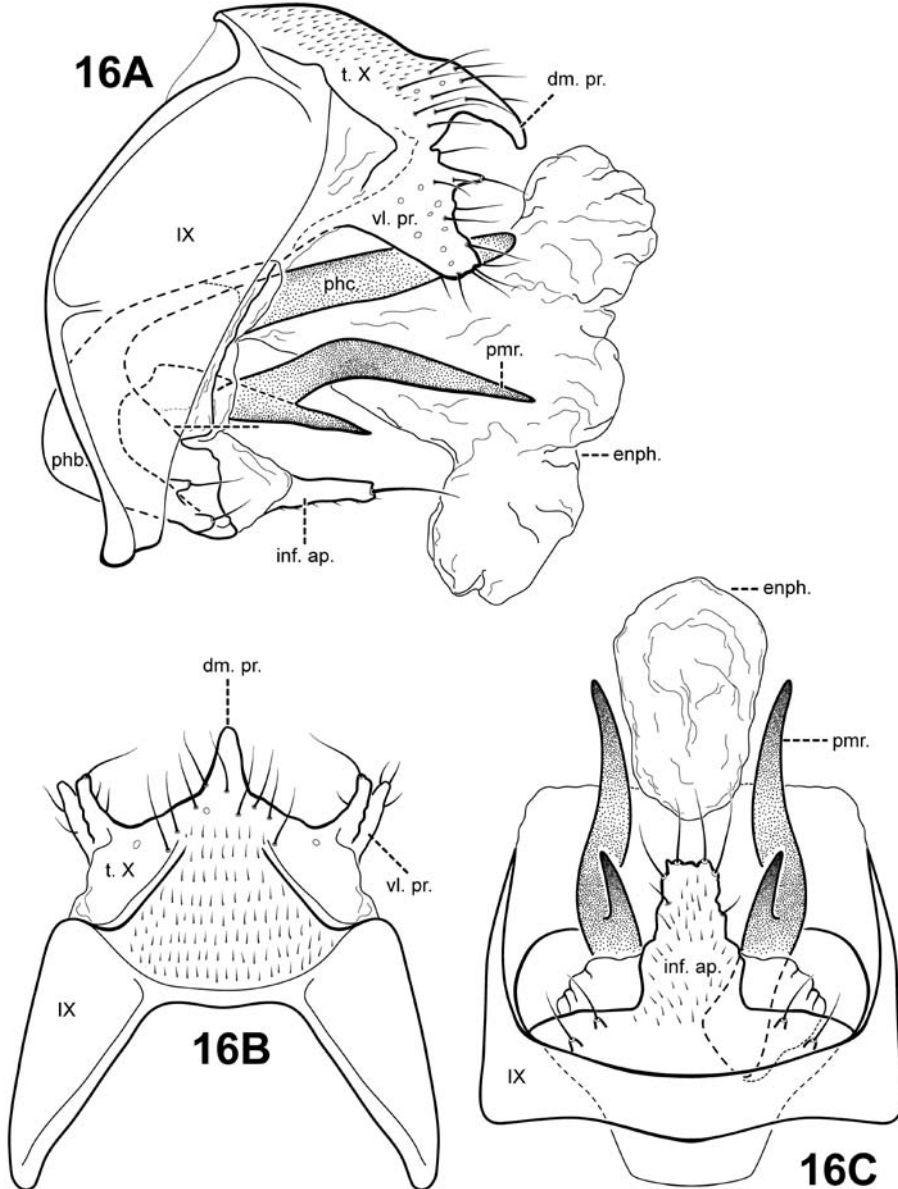 16A
t. X
dm. pr.
IX
vl. pr.
phc.
pmr.
phb.
enph.
inf. ap.
dm. pr.
t. X
vl. pr.
IX
16B
enph.
pmr.
inf. ap.
IX
16C